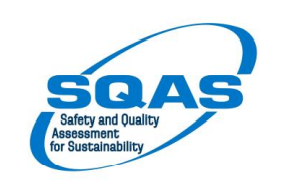 SQAS
Safety and Quality
Assessment
for Sustainability